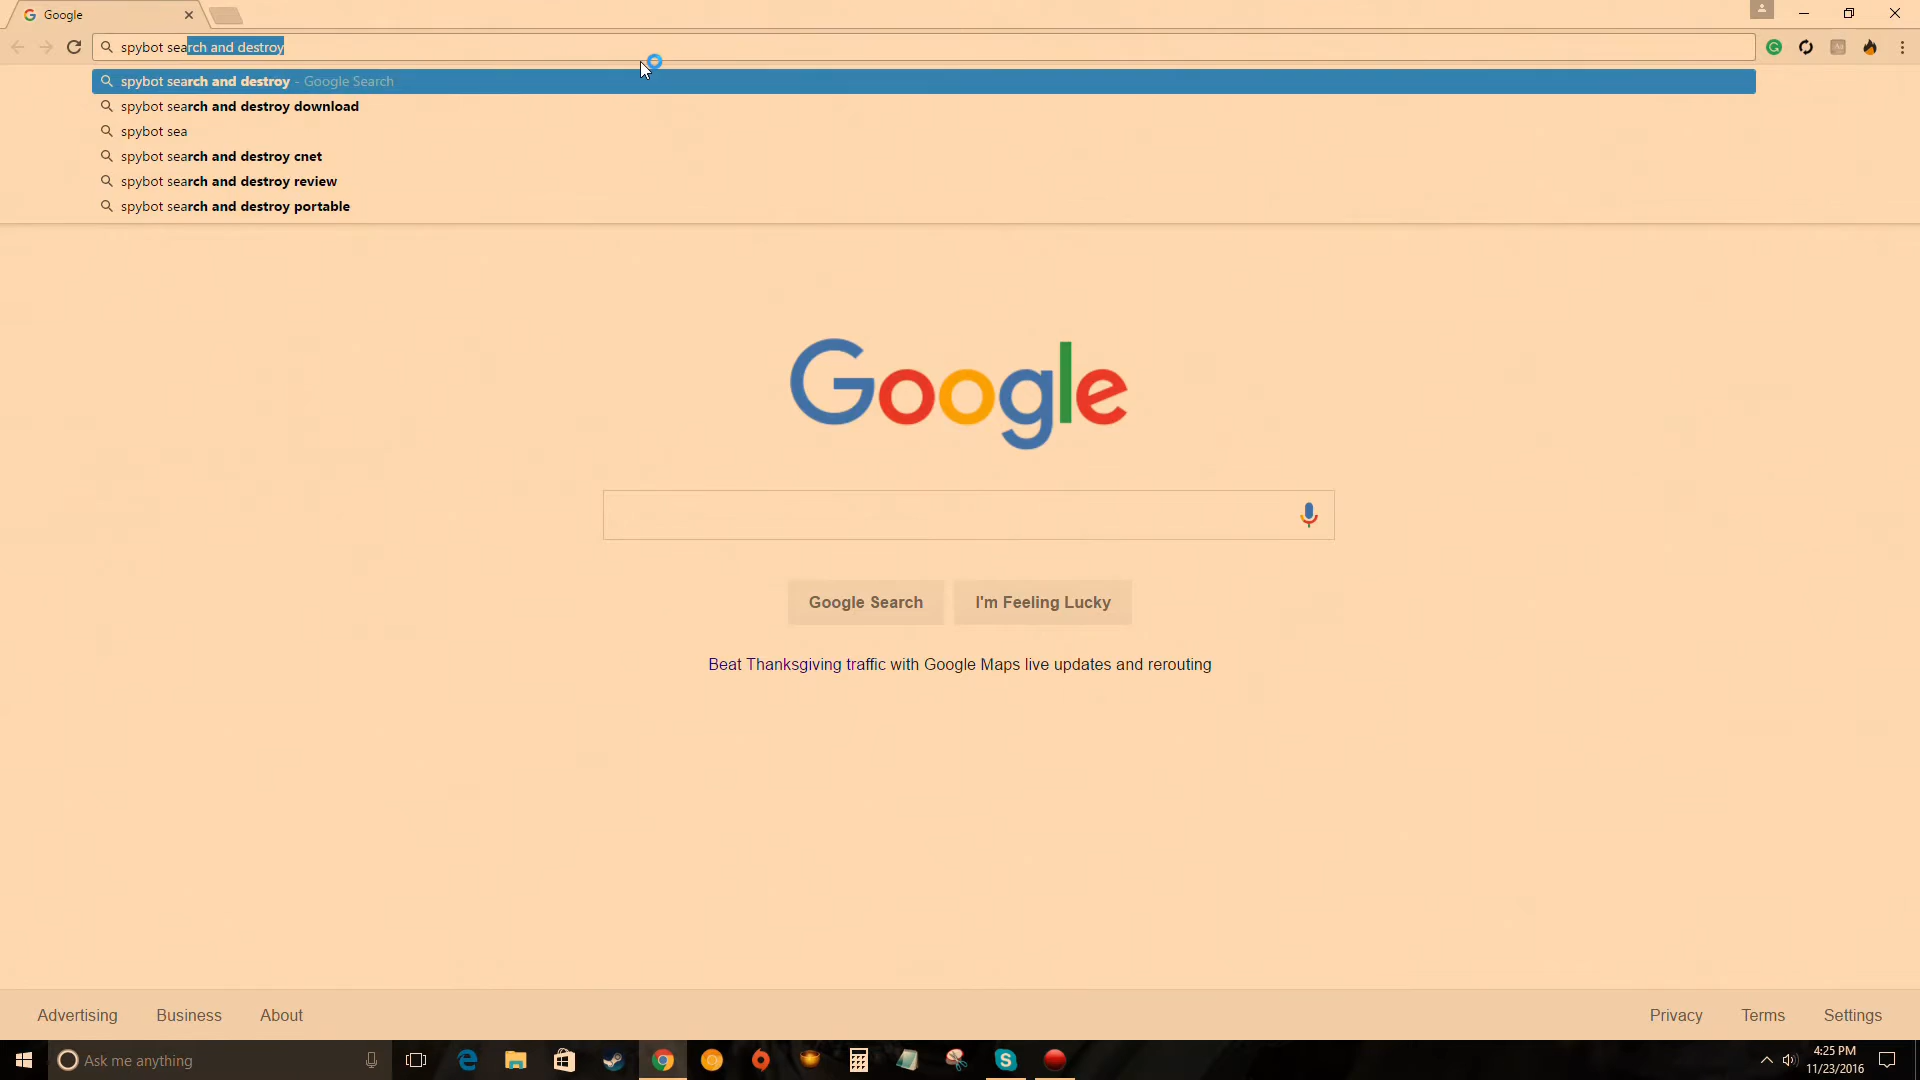 Google
spybot search and destroy
spybot search and destroy - Google Search
spybot search and destroy download
spybot sea
spybot search and destroy cnet
spybot search and destroy review
spybot search and destroy portable
Google
Google Search
I'm Feeling Lucky
Beat Thanksgiving traffic with Google Maps live updates and rerouting
Advertising
Business
About
Privacy
Terms
Settings
Ask me anything
4:25 PM
11/23/2016